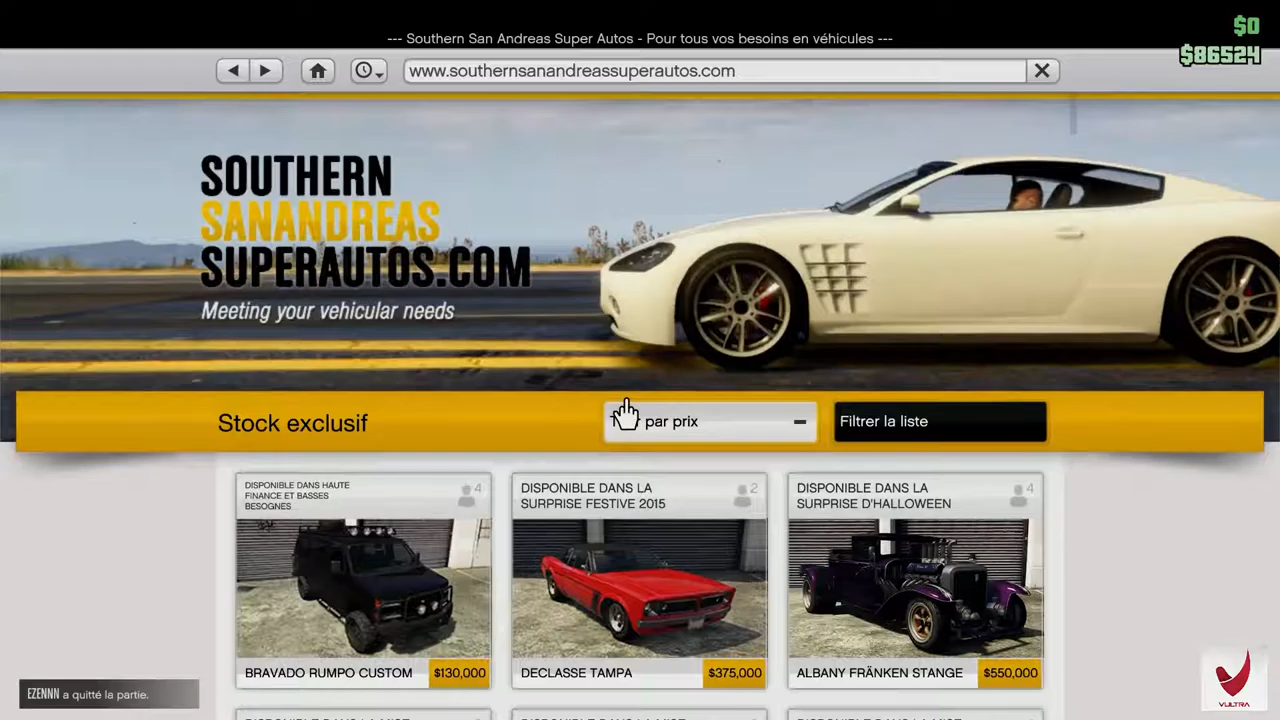 --- Southern San Andreas Super Autos - Pour tous vos besoins en véhicules ---
$0
$86524
www.southernsanandreassuperautos.com
SOUTHERN
SANANDREAS
SUPERAUTOS.COM
Meeting your vehicular needs
Stock exclusif
par prix
Filtrer la liste
DISPONIBLE DANS HAUTE
FINANCE ET BASSES
BESOGNES
4
BRAVADO RUMPO CUSTOM
$130,000
DISPONIBLE DANS LA
SURPRISE FESTIVE 2015
2
DECLASSE TAMPA
$375,000
DISPONIBLE DANS LA
SURPRISE D'HALLOWEEN
4
ALBANY FRÄNKEN STANGE
$550,000
EZENNN a quitté la partie.
VULTRA